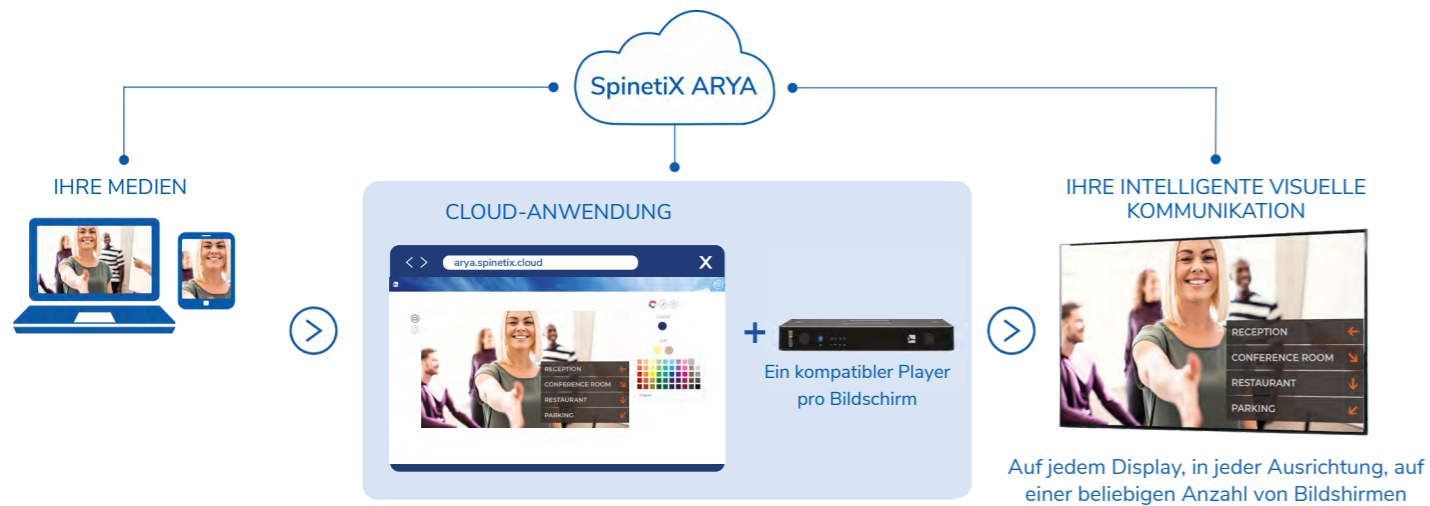 SpinetiX ARYA
IHRE MEDIEN
CLOUD-ANWENDUNG
< > arya.spinetix.cloud X
RECEPTION ←
CONFERENCE ROOM ↘
RESTAURANT ↓
PARKING ↙
+
Ein kompatibler Player
pro Bildschirm
IHRE INTELLIGENTE VISUELLE
KOMMUNIKATION
RECEPTION ←
CONFERENCE ROOM ↘
RESTAURANT ↓
PARKING ↙
Auf jedem Display, in jeder Ausrichtung, auf
einer beliebigen Anzahl von Bildshirmen